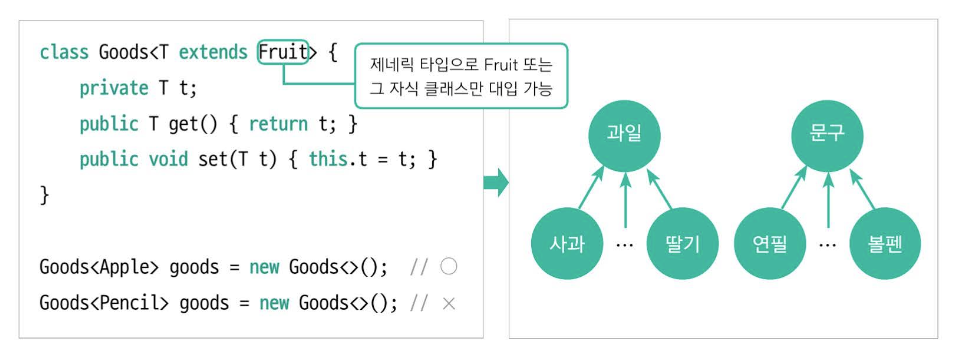 class Goods<T extends Fruit> {
private T t;
public T get() { return t; }
public void set(T t) { this.t = t; }
}
Goods<Apple> goods = new Goods<>(); // ○
Goods<Pencil> goods = new Goods<>(); // ×
제네릭 타입으로 Fruit 또는
그 자식 클래스만 대입 가능
과일
문구
사과 … 딸기
연필 … 볼펜